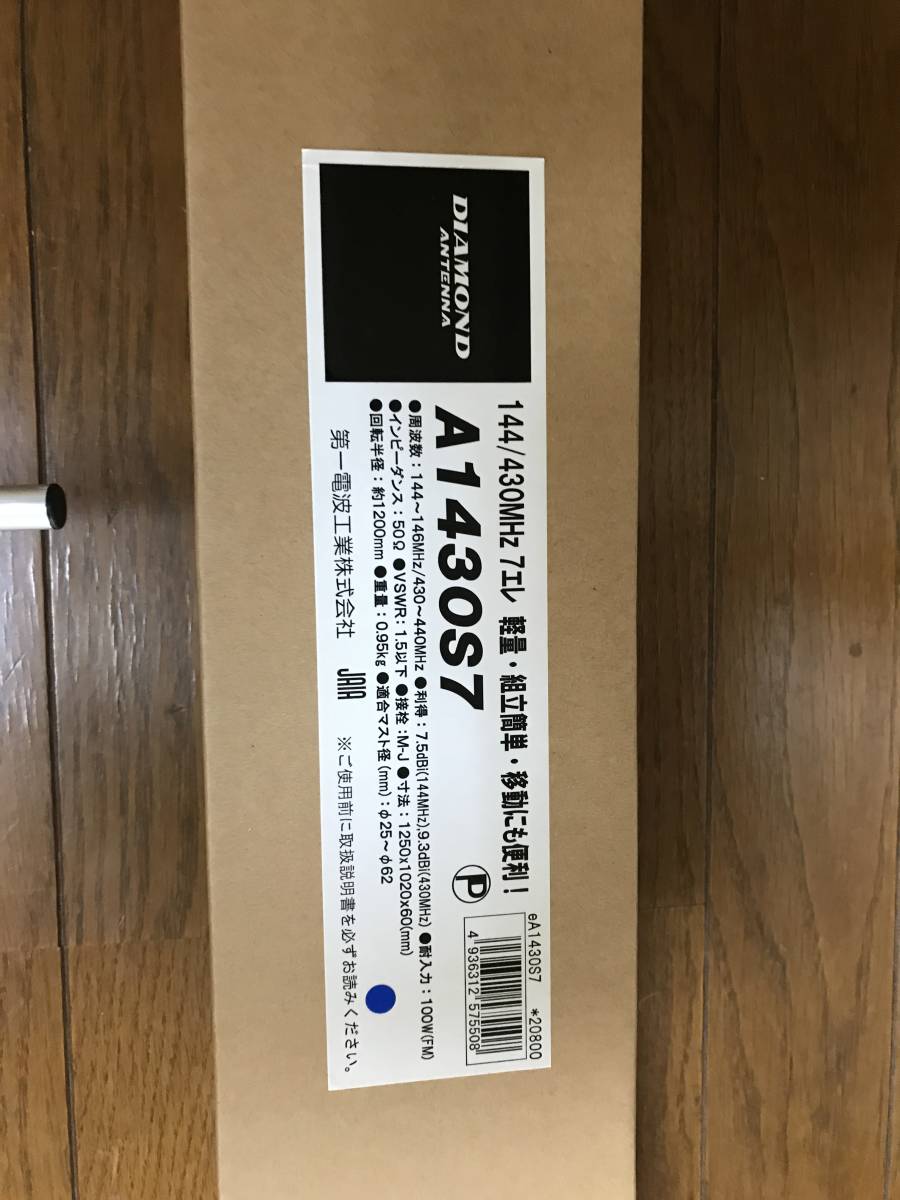 DIAMOND
ANTENNA
144/430MHz 7エレ 軽量・組立簡単・移動にも便利!
A1430S7
P
●周波数:144〜146MHz/430〜440MHz ●利得:7.5dBi(144MHz),9.3dBi(430MHz) ●耐入力:100W(FM)
●インピーダンス:50Ω ●VSWR:1.5以下 ●接栓:M-J ●寸法:1250x1020x60(mm)
●回転半径:約1200mm ●重量:0.95kg ●適合マスト径(mm):φ25〜φ62
第一電波工業株式会社 JAIA ※ご使用前に取扱説明書を必ずお読みください。
eA1430S7 *20800
4 936312 575508